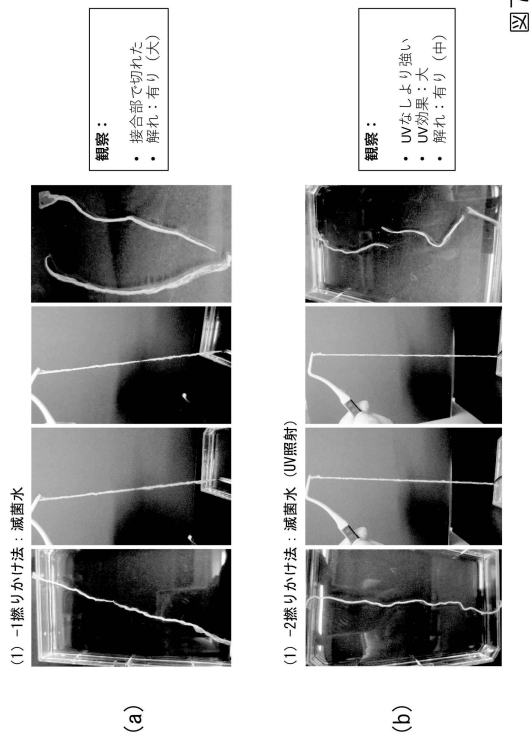 (a)
(1) -1撚りかけ法：滅菌水
観察：
• 接合部で切れた
• 解れ：有り（大）
(b)
(1) -2撚りかけ法：滅菌水（UV照射）
観察：
• UVなしより強い
• UV効果：大
• 解れ：有り（中）
図7